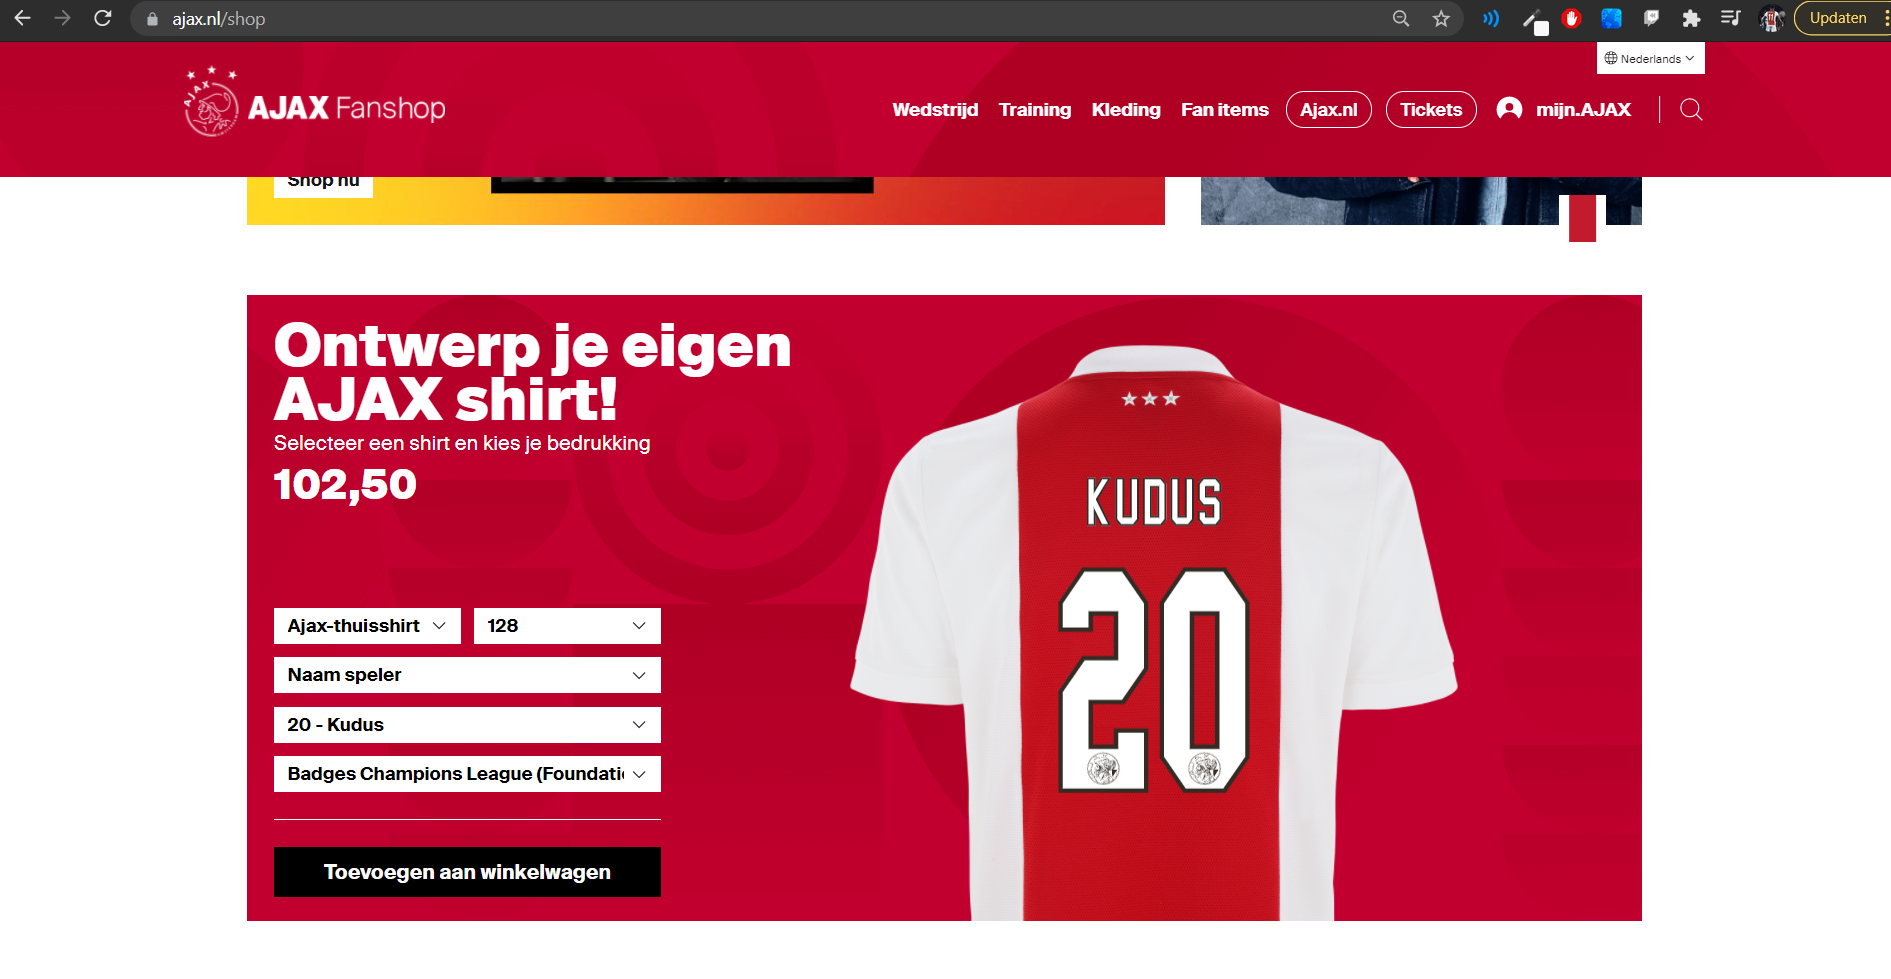 ajax.nl/shop
Updaten
Nederlands
AJAX Fanshop
Wedstrijd Training Kleding Fan items Ajax.nl Tickets mijn.AJAX
Shop nu
Ontwerp je eigen
AJAX shirt!
Selecteer een shirt en kies je bedrukking
102,50
KUDUS
20
Ajax-thuisshirt 128
Naam speler
20 - Kudus
Badges Champions League (Foundati
Toevoegen aan winkelwagen